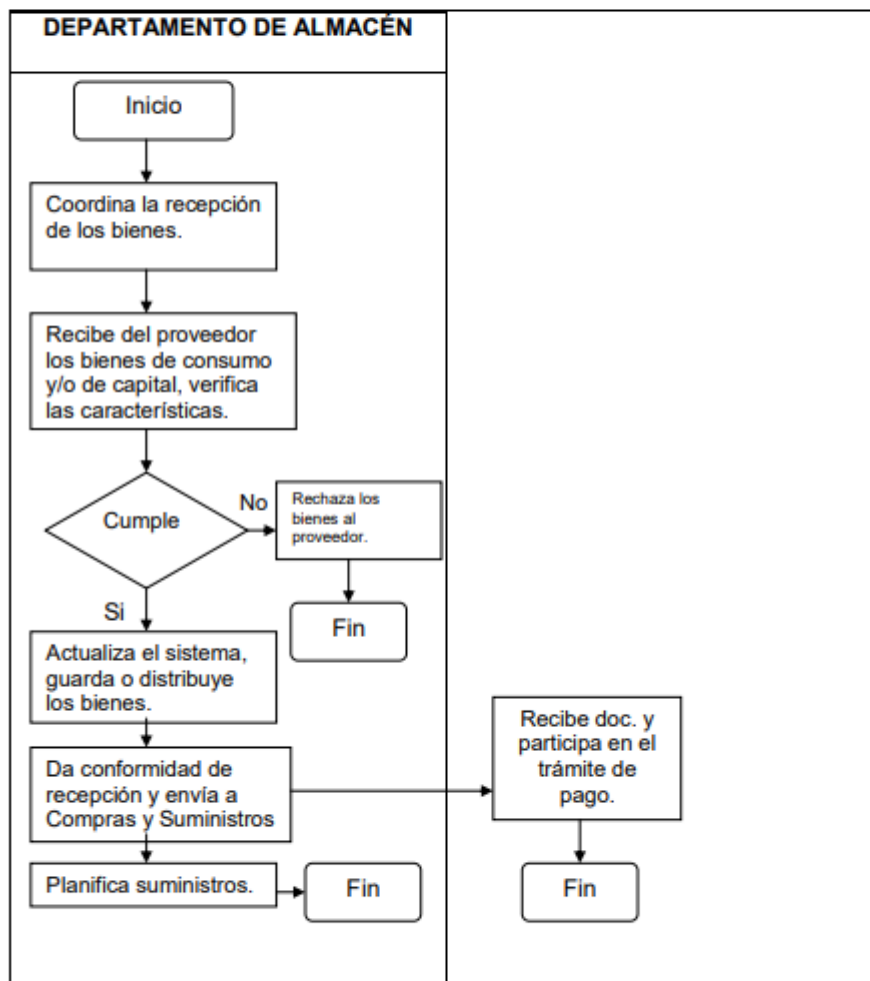 DEPARTAMENTO DE ALMACÉN
Inicio
Coordina la recepción
de los bienes.
Recibe del proveedor
los bienes de consumo
y/o de capital, verifica
las características.
Cumple
No
Rechaza los
bienes al
proveedor.
Si
Fin
Actualiza el sistema,
guarda o distribuye
los bienes.
Da conformidad de
recepción y envía a
Compras y Suministros
Recibe doc. y
participa en el
trámite de
pago.
Planifica suministros.
Fin
Fin